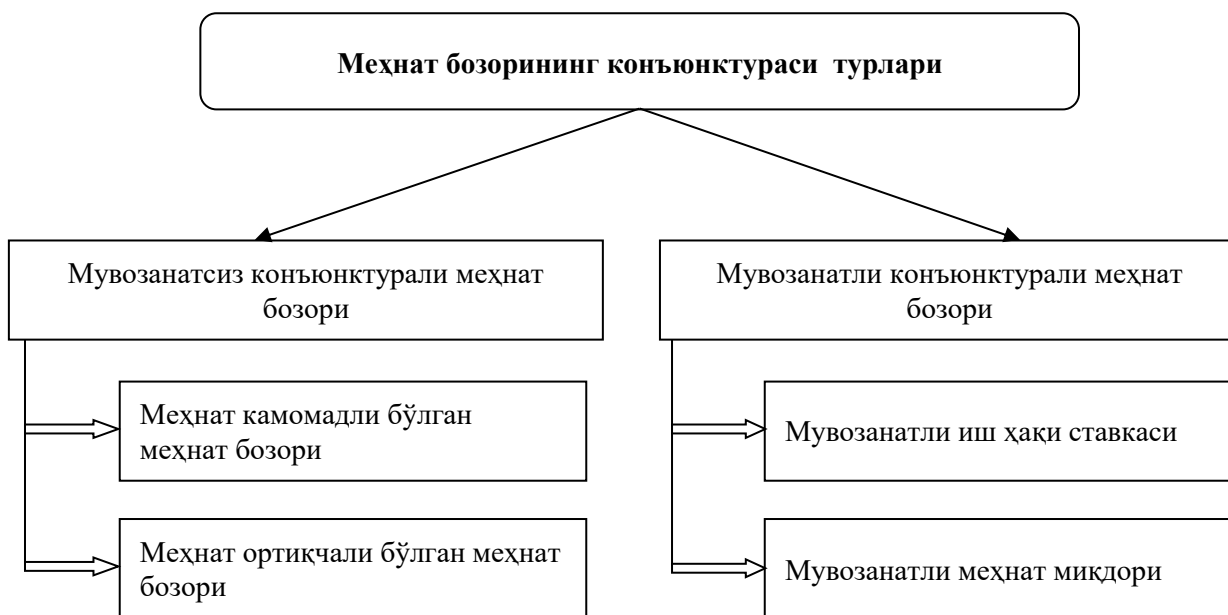 Меҳнат бозорининг конъюнктураси турлари
Мувозанатсиз конъюнктурали меҳнат
бозори
Меҳнат камомадли бўлган
меҳнат бозори
Меҳнат ортиқчали бўлган меҳнат
бозори
Мувозанатли конъюнктурали меҳнат
бозори
Мувозанатли иш ҳақи ставкаси
Мувозанатли меҳнат миқдори